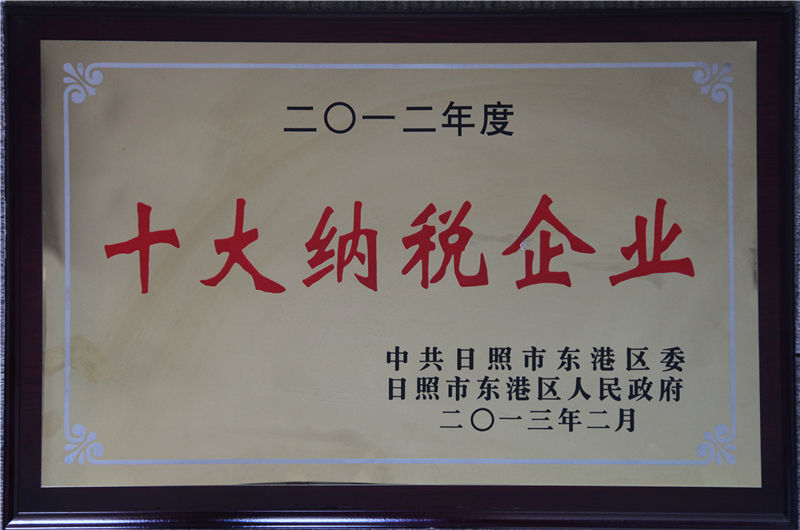 二〇一二年度
十大纳税企业
中共日照市东港区委
日照市东港区人民政府
二〇一三年二月